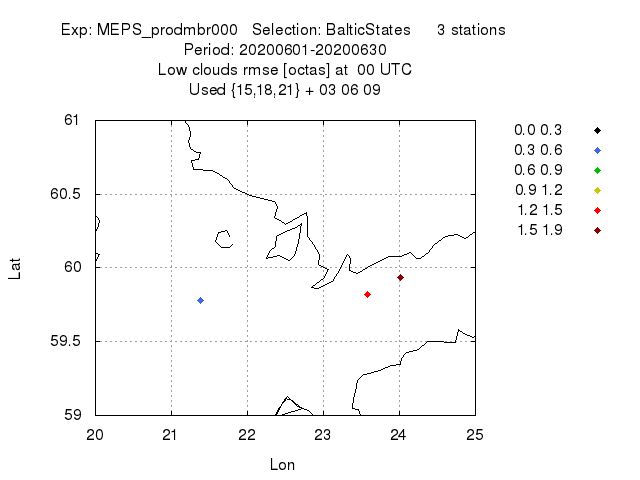 Exp: MEPS_prodmbr000 Selection: BalticStates 3 stations
Period: 20200601-20200630
Low clouds rmse [octas] at 00 UTC
Used {15,18,21} + 03 06 09
61
60.5
60
59.5
59
Lat
20 21 22 23 24 25
Lon
0.0 0.3
0.3 0.6
0.6 0.9
0.9 1.2
1.2 1.5
1.5 1.9